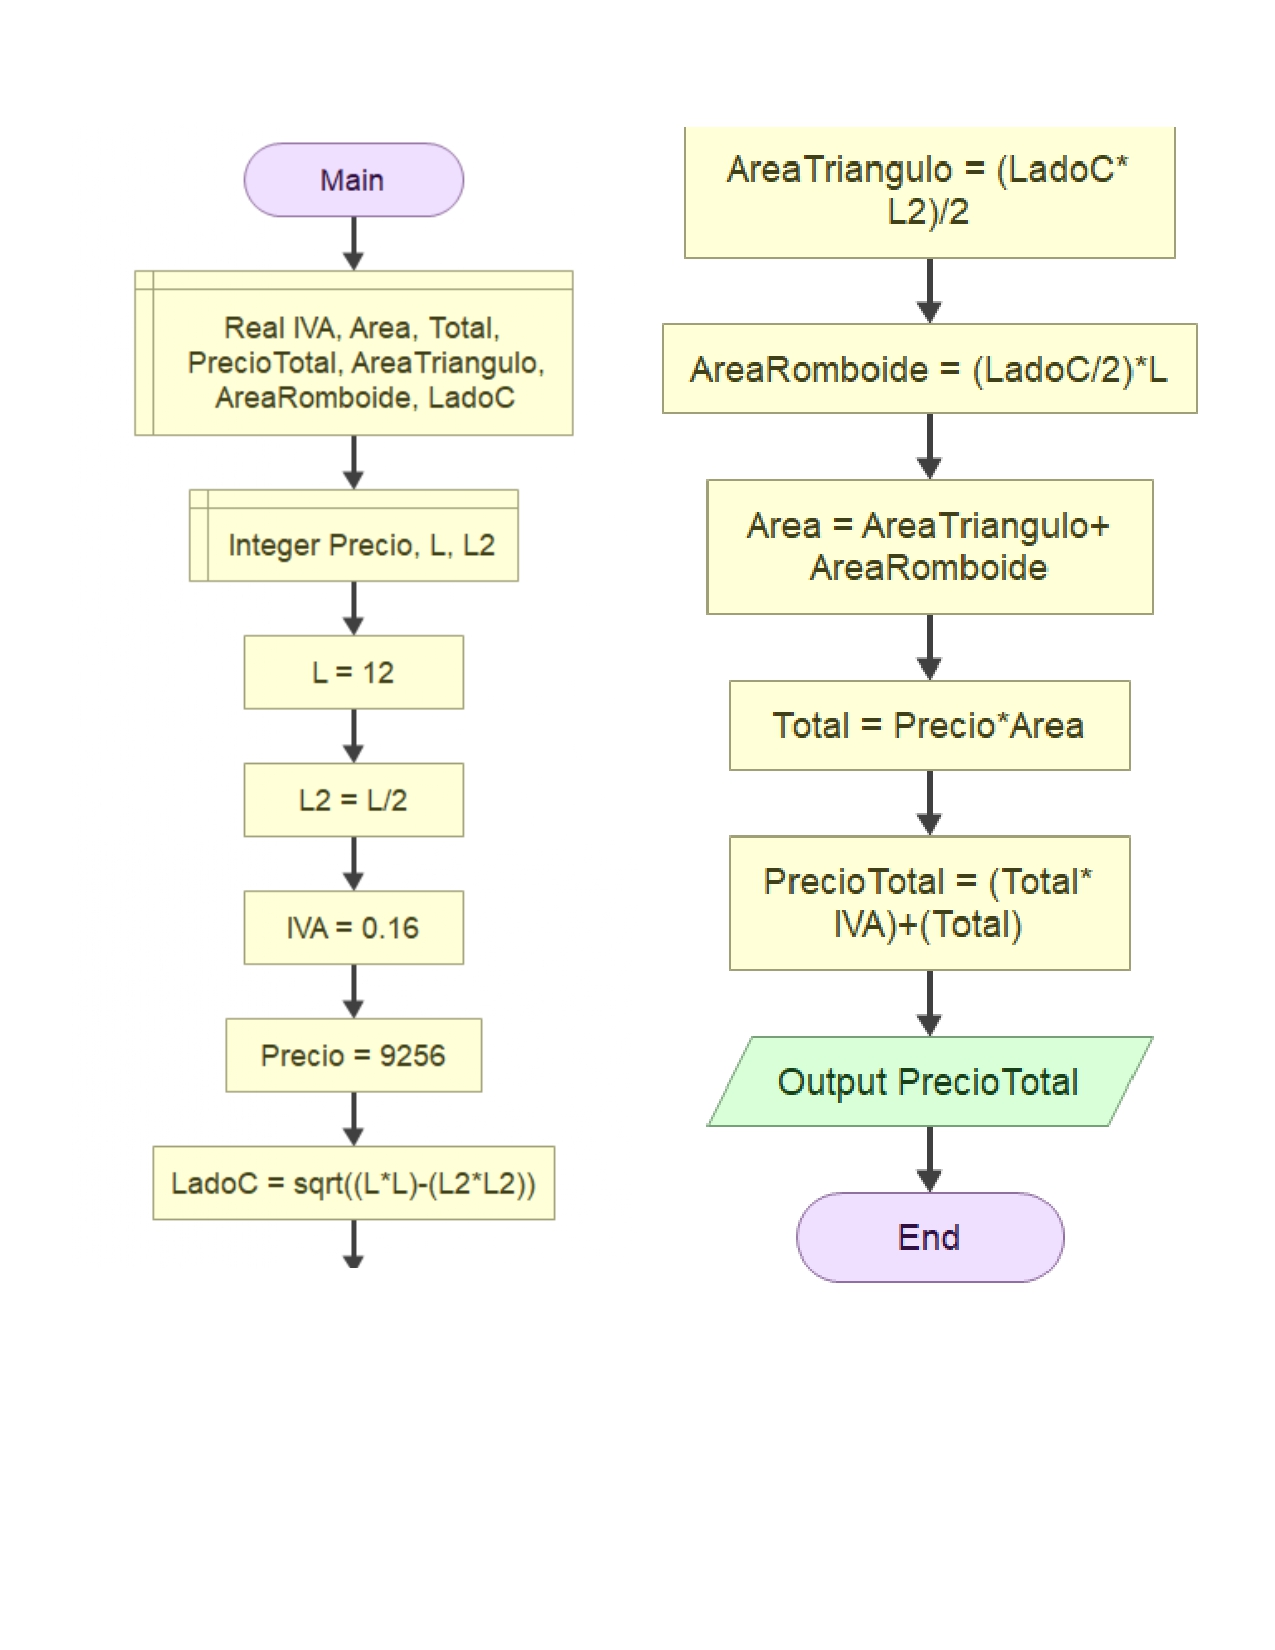 Main
Real IVA, Area, Total,
PrecioTotal, AreaTriangulo,
AreaRomboide, LadoC
Integer Precio, L, L2
L = 12
L2 = L/2
IVA = 0.16
Precio = 9256
LadoC = sqrt((L*L)-(L2*L2))
AreaTriangulo = (LadoC*
L2)/2
AreaRomboide = (LadoC/2)*L
Area = AreaTriangulo+
AreaRomboide
Total = Precio*Area
PrecioTotal = (Total*
IVA)+(Total)
Output PrecioTotal
End